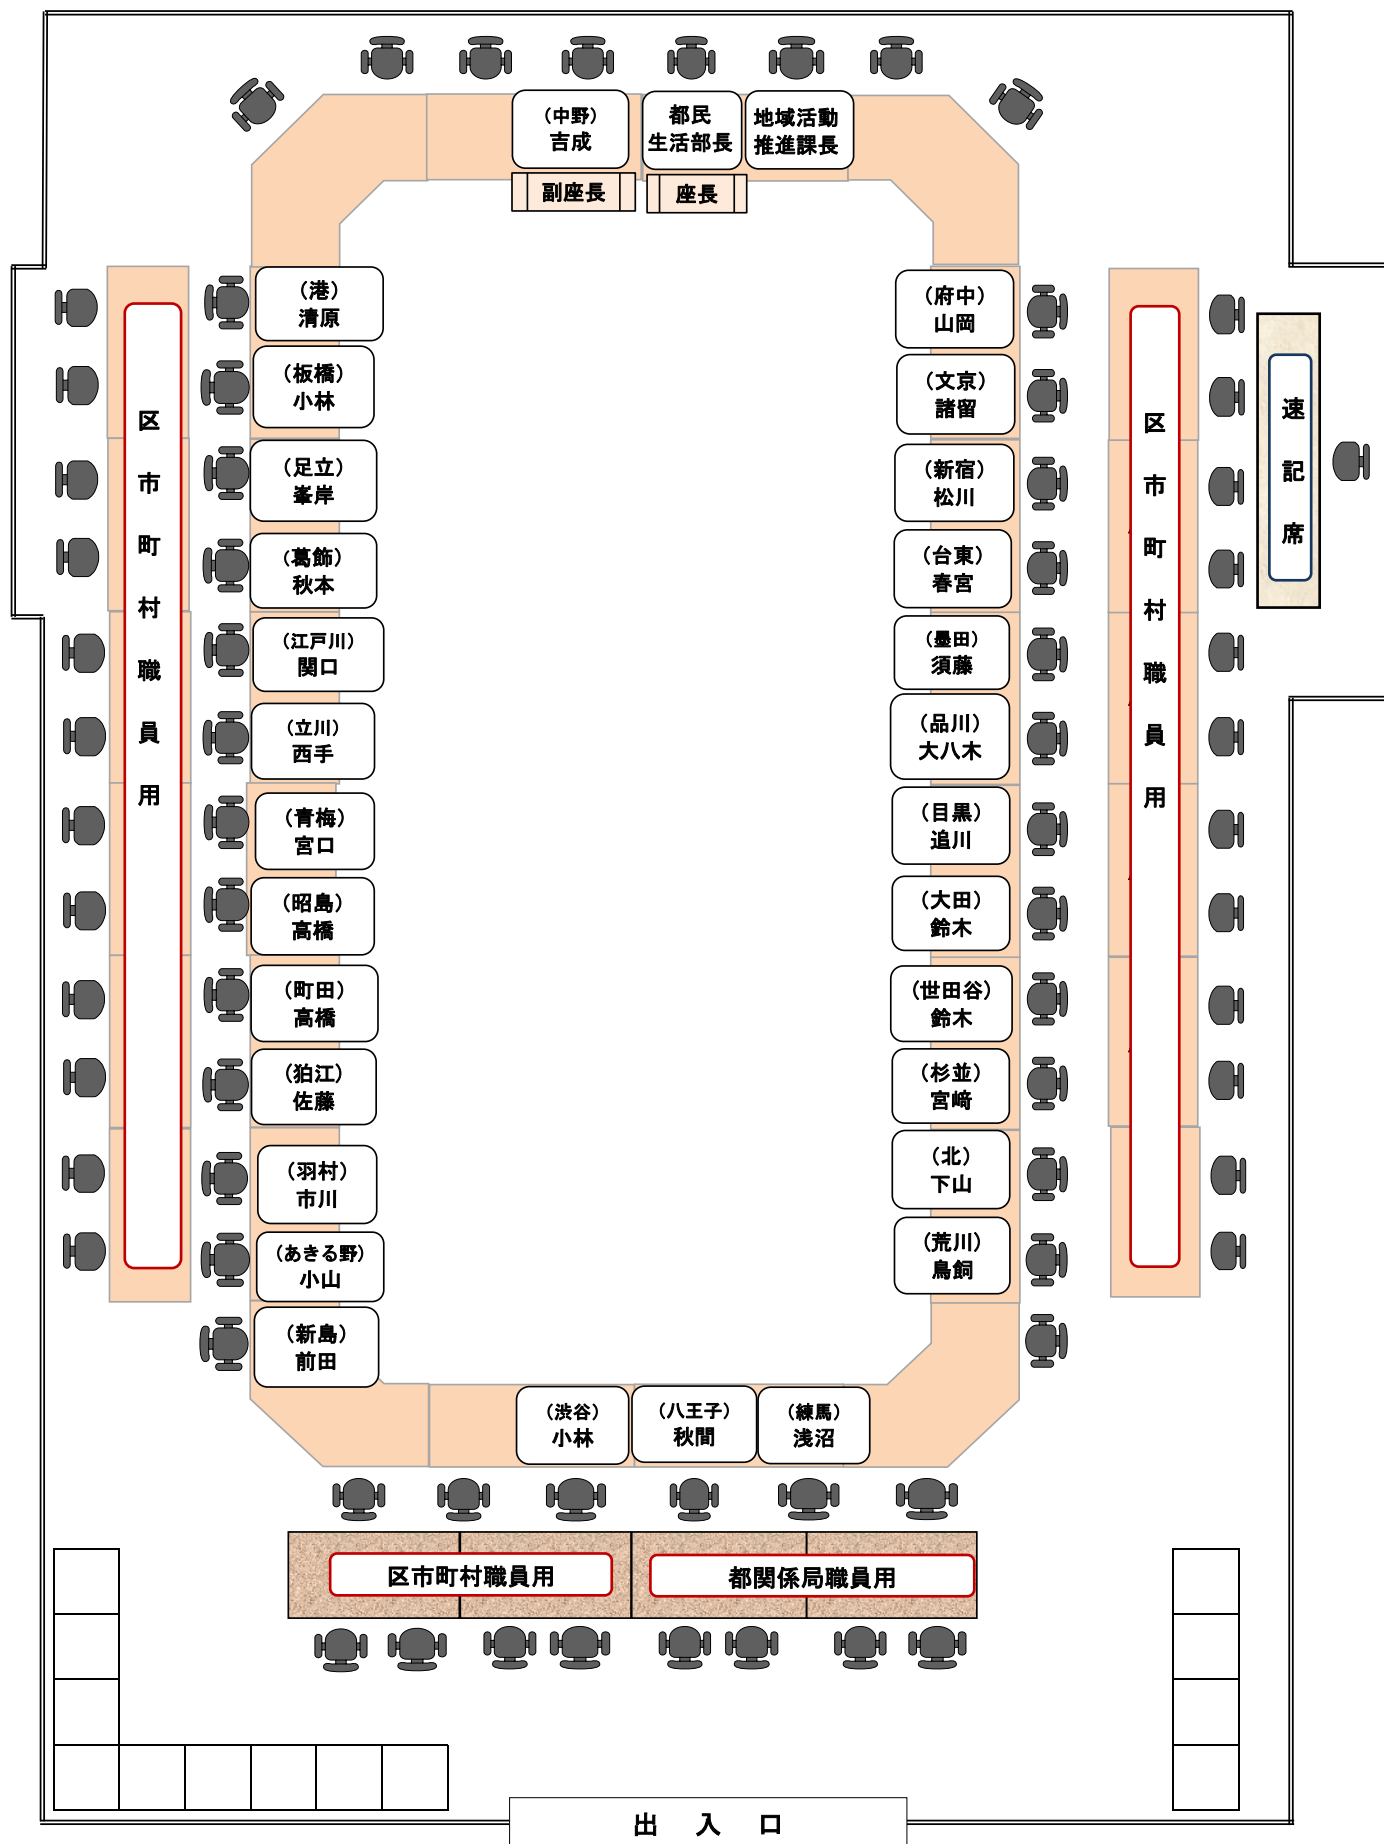 （中野）
吉成
都民
生活部長
地域活動
推進課長
副座長
座長
（港）
清原
（板橋）
小林
（足立）
峯岸
（葛飾）
秋本
（江戸川）
関口
（立川）
西手
（青梅）
宮口
（昭島）
高橋
（町田）
高橋
（狛江）
佐藤
（羽村）
市川
（あきる野）
小山
（新島）
前田
（府中）
山岡
（文京）
諸留
（新宿）
松川
（台東）
春宮
（墨田）
須藤
（品川）
大八木
（目黒）
追川
（大田）
鈴木
（世田谷）
鈴木
（杉並）
宮﨑
（北）
下山
（荒川）
鳥飼
（渋谷）
小林
（八王子）
秋間
（練馬）
浅沼
区市町村職員用
区市町村職員用
速記席
区市町村職員用
都関係局職員用
出　入　口